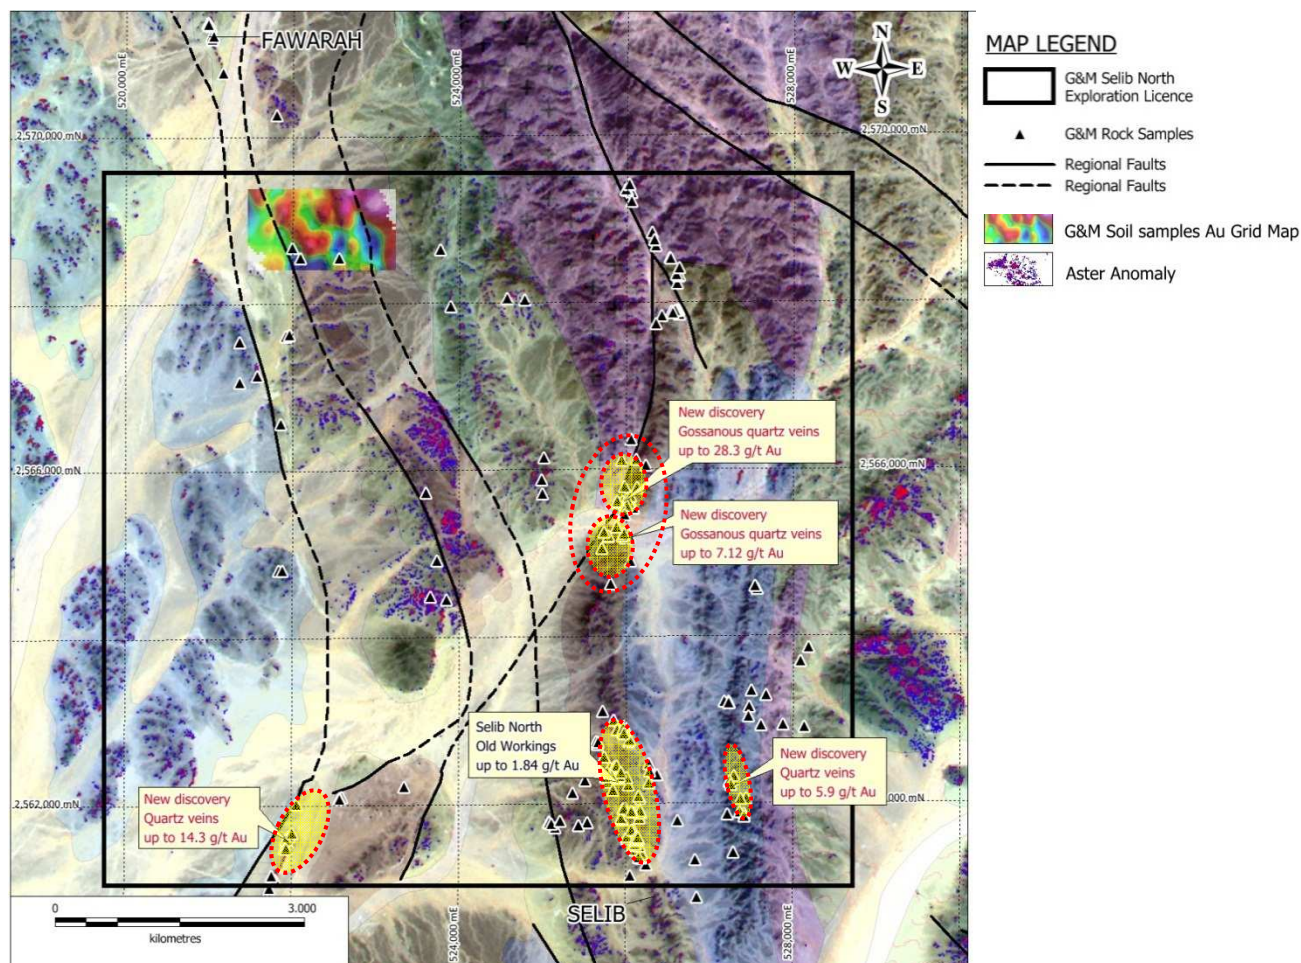 FAWARAH
520,000 mE
524,000 mE
528,000 mE
N
W E
S
2,570,000 mN
2,570,000 mN
MAP LEGEND
G&M Selib North
Exploration Licence
G&M Rock Samples
Regional Faults
Regional Faults
G&M Soil samples Au Grid Map
Aster Anomaly
New discovery
Gossanous quartz veins
up to 28.3 g/t Au
2,566,000 mN
2,566,000 mN
New discovery
Gossanous quartz veins
up to 7.12 g/t Au
Selib North
Old Workings
up to 1.84 g/t Au
New discovery
Quartz veins
up to 5.9 g/t Au
2,562,000 mN
000 mN
New discovery
Quartz veins
up to 14.3 g/t Au
0 3.000
kilometres
SELIB
524,000 mE
528,000 mE